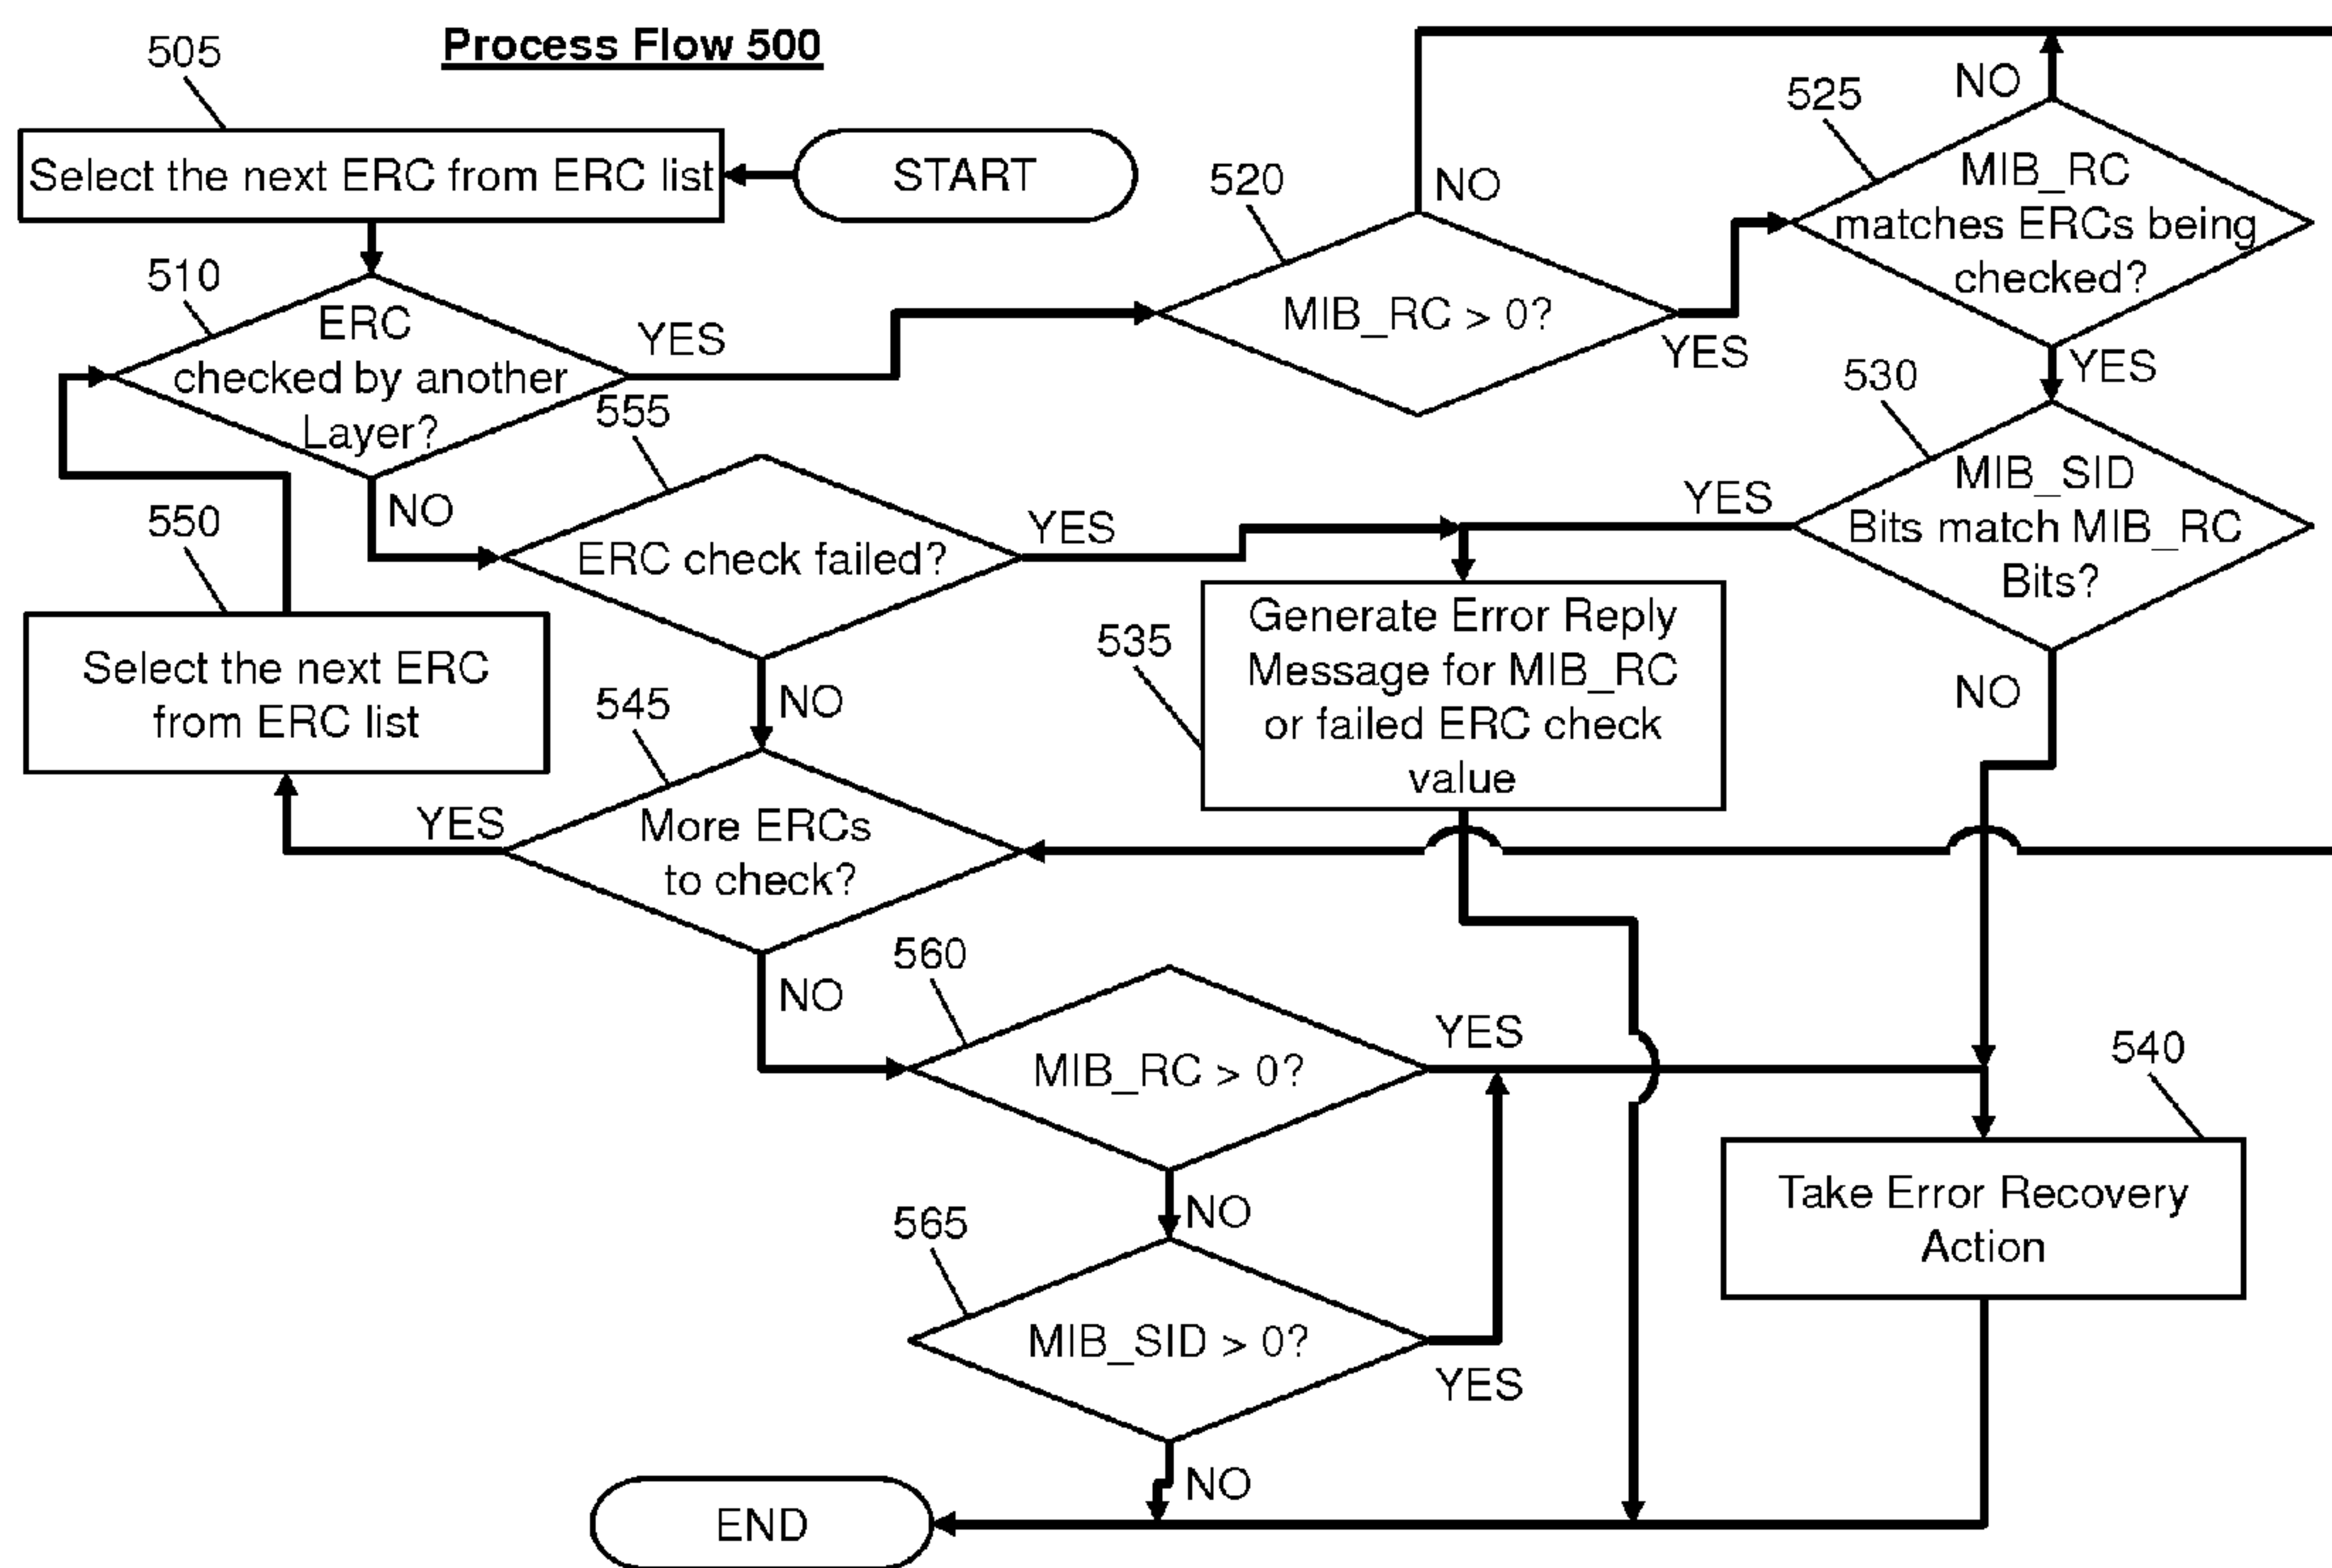 Process Flow 500
505
Select the next ERC from ERC list
START
510
ERC
checked by another
Layer?
YES
NO
520
MIB_RC > 0?
NO
YES
525
MIB_RC
matches ERCs being
checked?
NO
YES
530
MIB_SID
Bits match MIB_RC
Bits?
YES
NO
555
ERC check failed?
YES
NO
535
Generate Error Reply
Message for MIB_RC
or failed ERC check
value
550
Select the next ERC
from ERC list
545
More ERCs
to check?
YES
NO
560
MIB_RC > 0?
YES
NO
540
Take Error Recovery
Action
565
MIB_SID > 0?
YES
NO
END